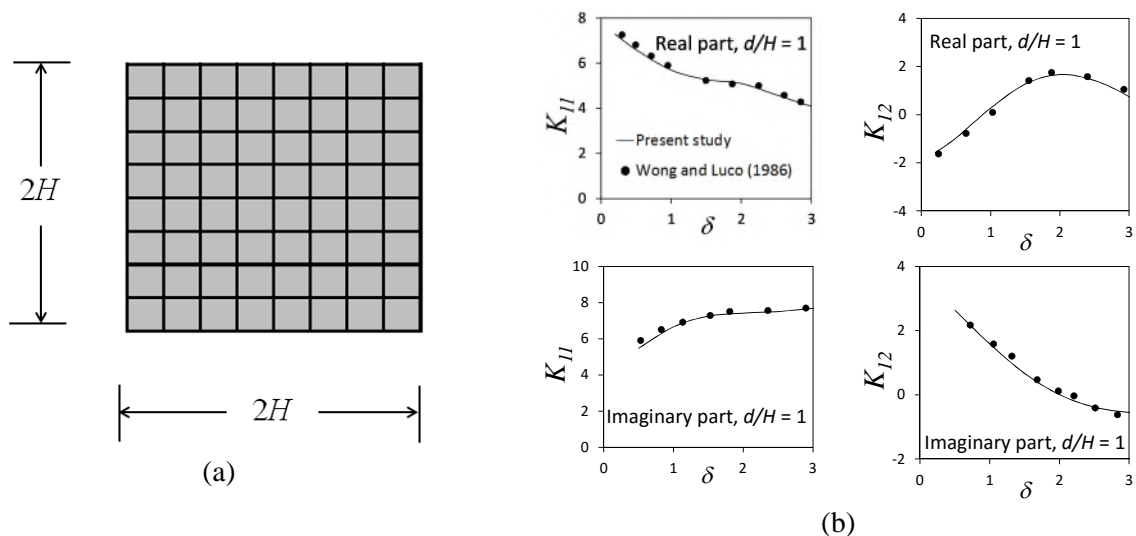 2H
2H
(a)
8
6
4
2
0
K11
Real part, d/H = 1
Present study
Wong and Luco (1986)
0 1 2 3
δ
4
2
0
-2
-4
K12
Real part, d/H = 1
0 1 2 3
δ
10
8
6
4
2
0
K11
Imaginary part, d/H = 1
0 1 2 3
δ
4
2
0
-2
K12
Imaginary part, d/H = 1
0 1 2 3
δ
(b)